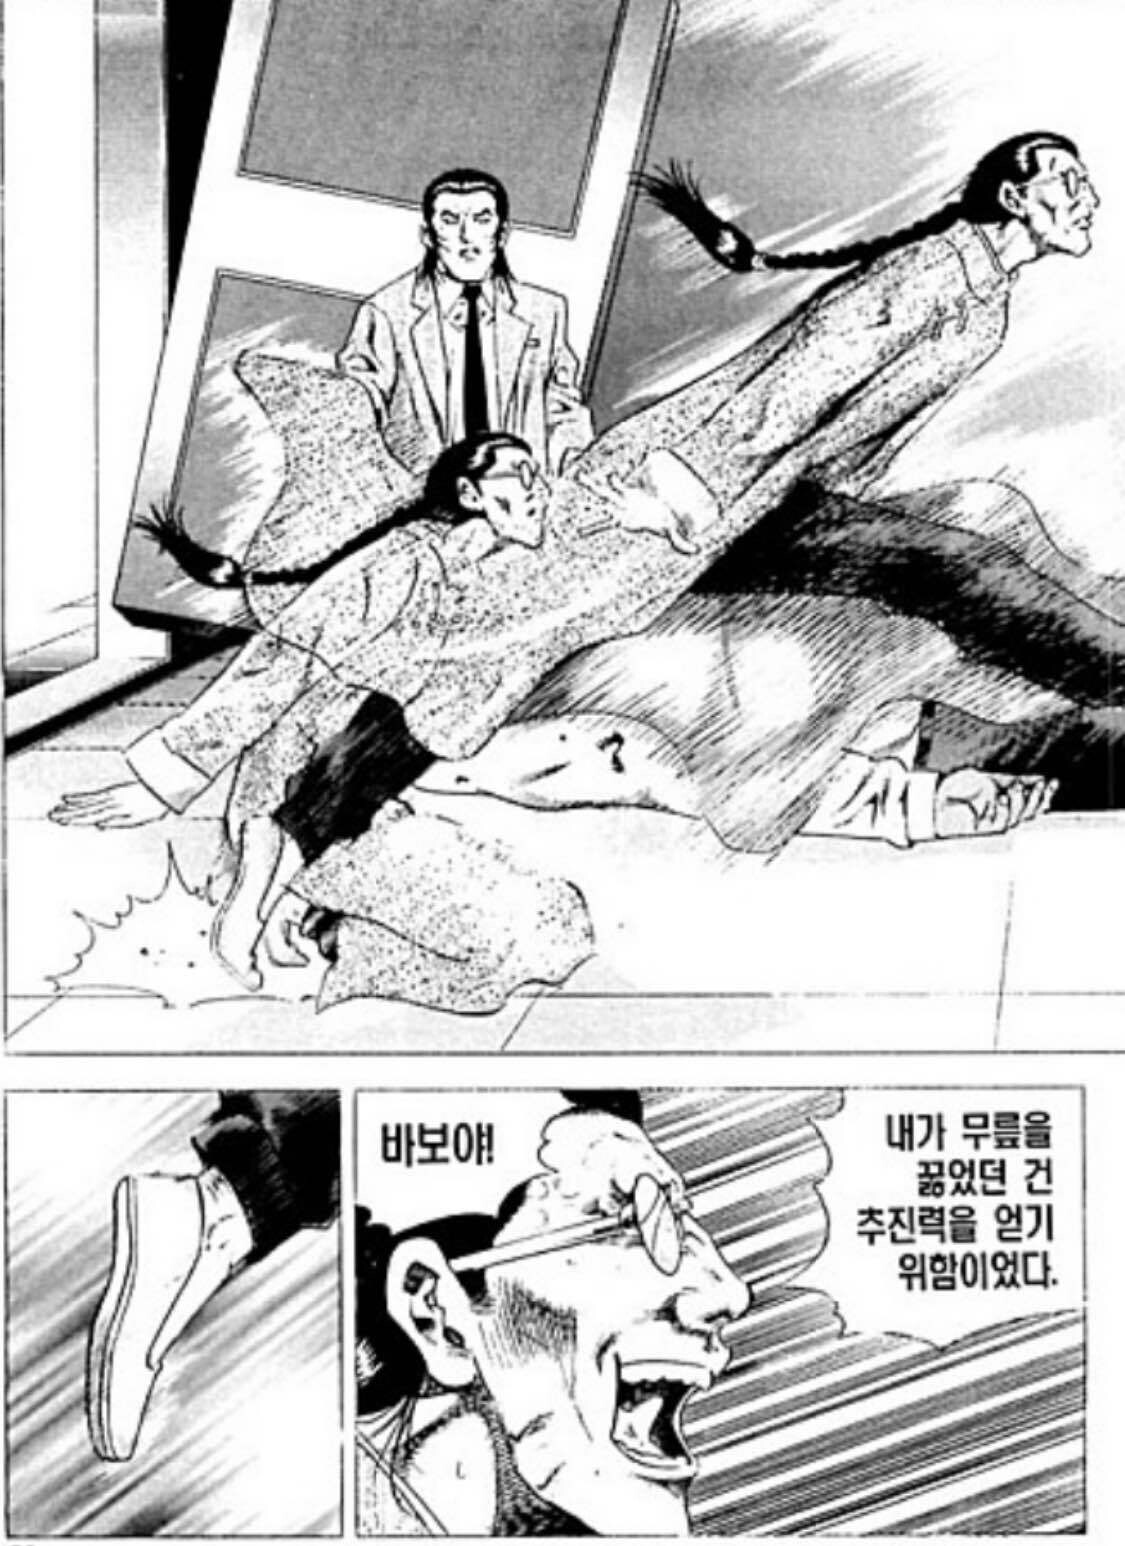 바보야!
내가 무릎을
꿇었던 건
추진력을 얻기
위함이었다.